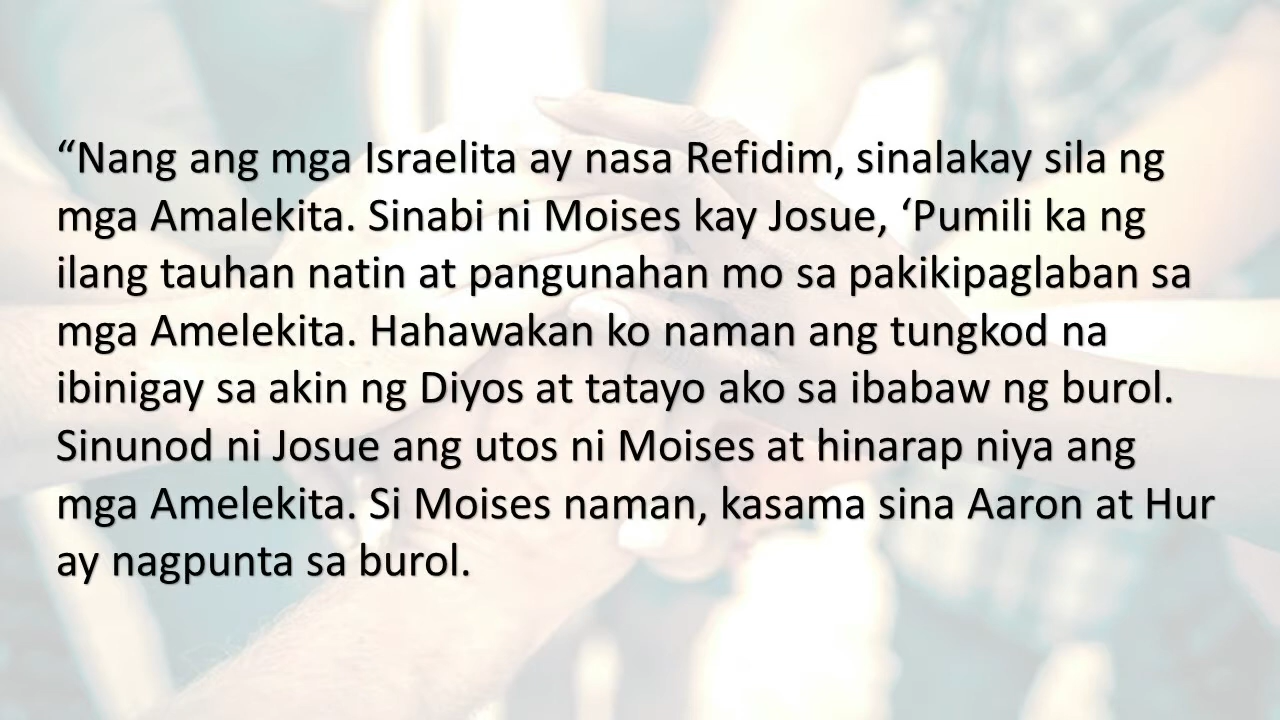 “Nang ang mga Israelita ay nasa Refidim, sinalakay sila ng
mga Amalekita. Sinabi ni Moises kay Josue, ‘Pumili ka ng
ilang tauhan natin at pangunahan mo sa pakikipaglaban sa
mga Amelekita. Hahawakan ko naman ang tungkod na
ibinigay sa akin ng Diyos at tatayo ako sa ibabaw ng burol.
Sinunod ni Josue ang utos ni Moises at hinarap niya ang
mga Amelekita. Si Moises naman, kasama sina Aaron at Hur
ay nagpunta sa burol.